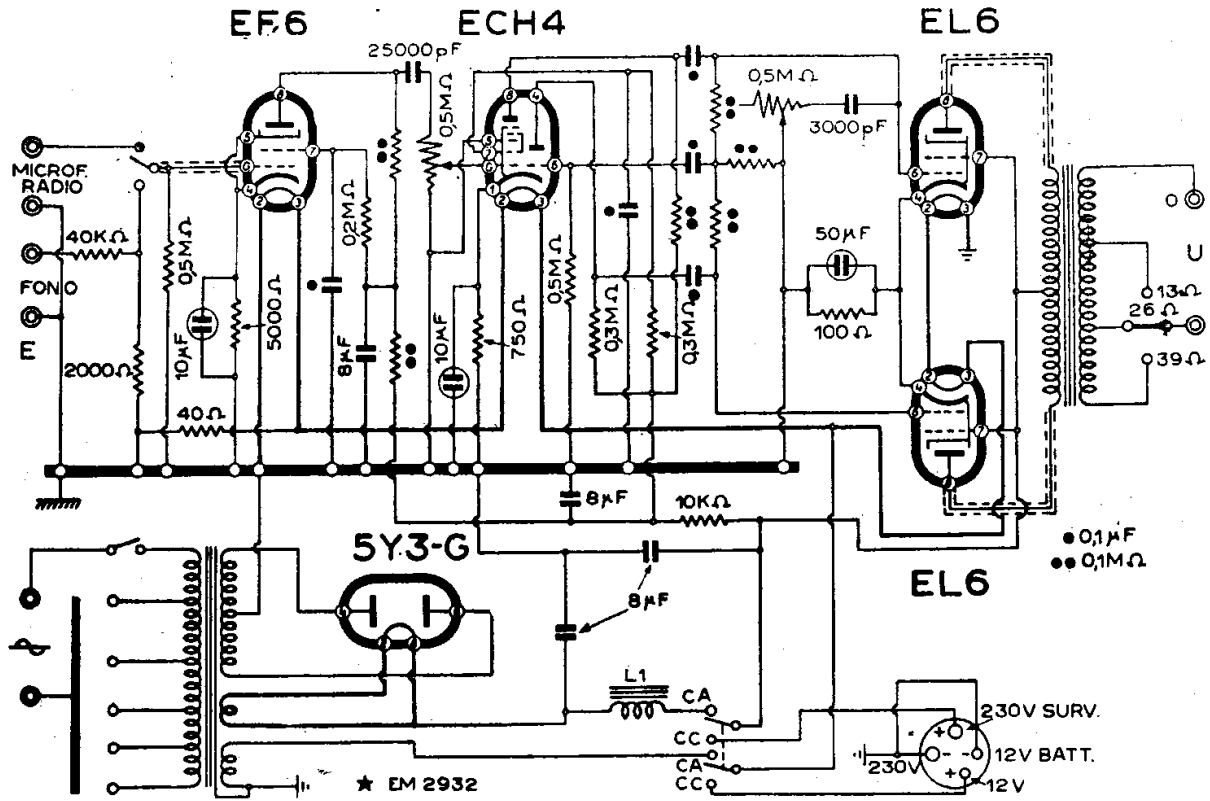 EF6
ECH4
EL6
25000pF
0,5MΩ
0,5MΩ
3000pF
MICROF.
RADIO
40KΩ
FONO
E
0,5MΩ
10μF
5000Ω
2000Ω
40Ω
0,2MΩ
8μF
10μF
750Ω
0,5MΩ
0,3MΩ
0,3MΩ
50μF
100Ω
O
U
13Ω
26Ω
39Ω
8μF
10KΩ
0,1μF
0,1MΩ
EL6
5Y3-G
8μF
L1
CA
CC
CA
CC
230V SURV.
12V BATT.
230V
12V
★ EM 2932